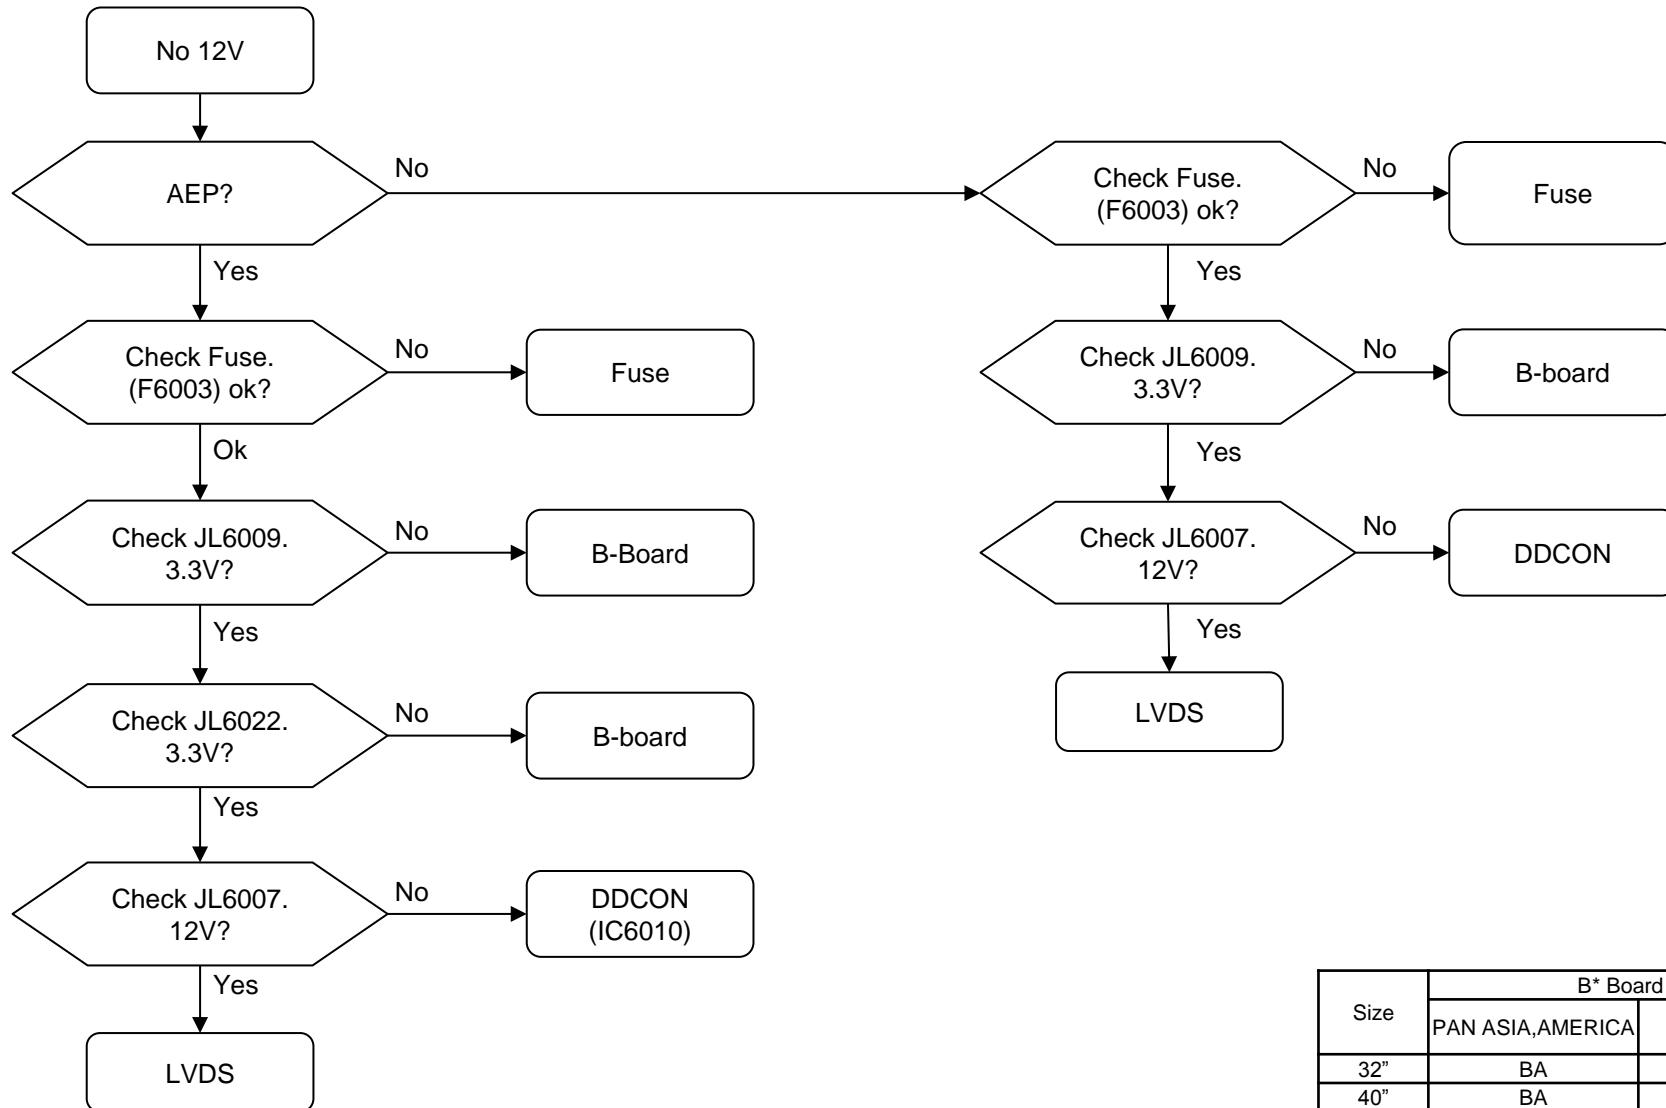 No 12V
AEP?
No
Yes
Check Fuse.
(F6003) ok?
No
Fuse
Ok
Check JL6009.
3.3V?
No
B-Board
Yes
Check JL6022.
3.3V?
No
B-board
Yes
Check JL6007.
12V?
No
DDCON
(IC6010)
Yes
LVDS
Check Fuse.
(F6003) ok?
No
Fuse
Yes
Check JL6009.
3.3V?
No
B-board
Yes
Check JL6007.
12V?
No
DDCON
Yes
LVDS
Size
B* Board
PAN ASIA,AMERICA
32”
BA
40”
BA